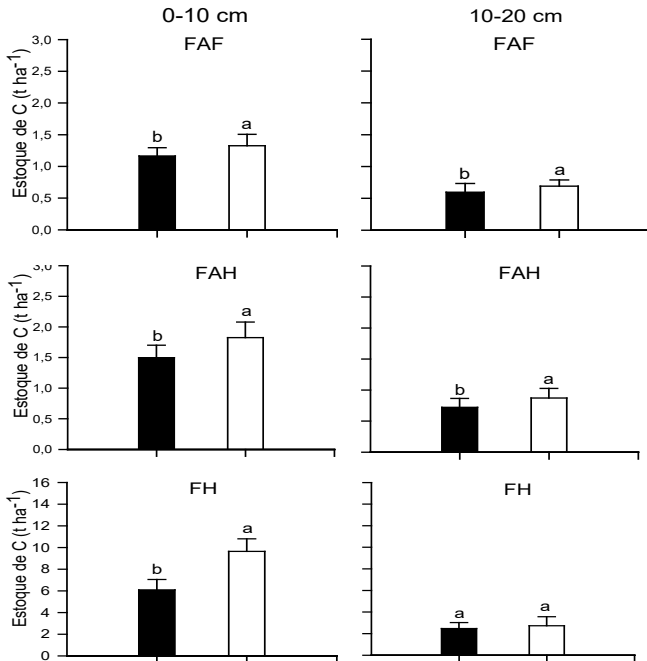 0-10 cm
10-20 cm
FAF
FAF
Estoque de C (t ha⁻¹)
3,0
2,5
2,0
1,5
1,0
0,5
0,0
b
a
b
a
FAH
FAH
Estoque de C (t ha⁻¹)
3,0
2,5
2,0
1,5
1,0
0,5
0,0
b
a
b
a
FH
FH
Estoque de C (t ha⁻¹)
16
14
12
10
8
6
4
2
0
b
a
a
a